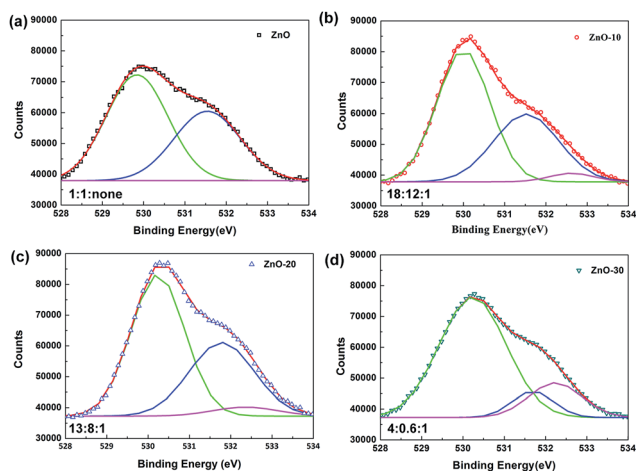 (a)
ZnO
90000
80000
70000
60000
50000
40000
30000
Counts
1:1:none
528 529 530 531 532 533 534
Binding Energy(eV)
(b)
ZnO-10
90000
80000
70000
60000
50000
40000
30000
Counts
18:12:1
528 529 530 531 532 533 534
Binding Energy(eV)
(c)
ZnO-20
90000
80000
70000
60000
50000
40000
30000
Counts
13:8:1
528 529 530 531 532 533 534
Binding Energy (eV)
(d)
ZnO-30
90000
80000
70000
60000
50000
40000
30000
Counts
4:0.6:1
528 529 530 531 532 533 534
Binding Energy(eV)